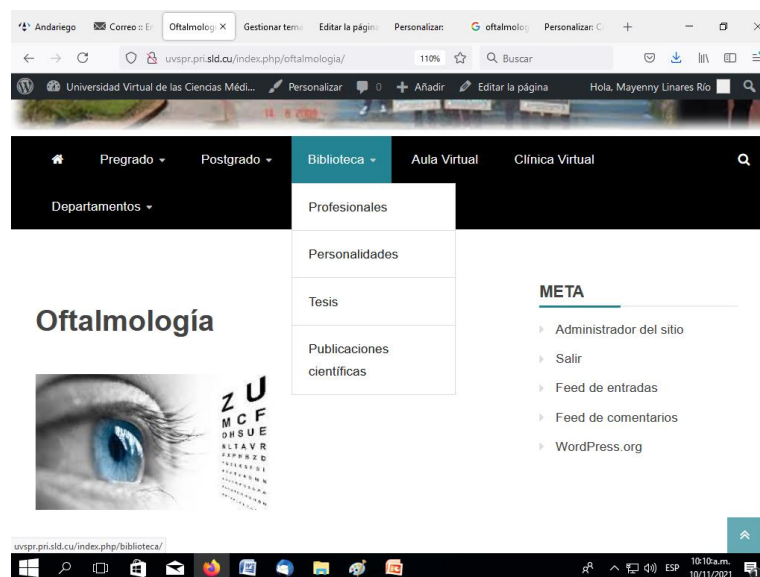 Andariego
Correo :: E
Oftalmolog
Gestionar tem
Editar la págin
Personalizar:
oftalmolog
Personalizar: C
uvspr.pri.sld.cu/index.php/oftalmologia/
110%
Buscar
Universidad Virtual de las Ciencias Médi...
Personalizar
0
Añadir
Editar la página
Hola, Mayenny Linares Río
Pregrado
Postgrado
Biblioteca
Aula Virtual
Clínica Virtual
Departamentos
Profesionales
Personalidades
Tesis
Publicaciones
científicas
Oftalmología
META
Administrador del sitio
Salir
Feed de entradas
Feed de comentarios
WordPress.org
Z U
M C F
O H S U E
N L T A V R
uvspr.pri.sld.cu/index.php/biblioteca/
ESP
10:10 a.m.
10/11/2021